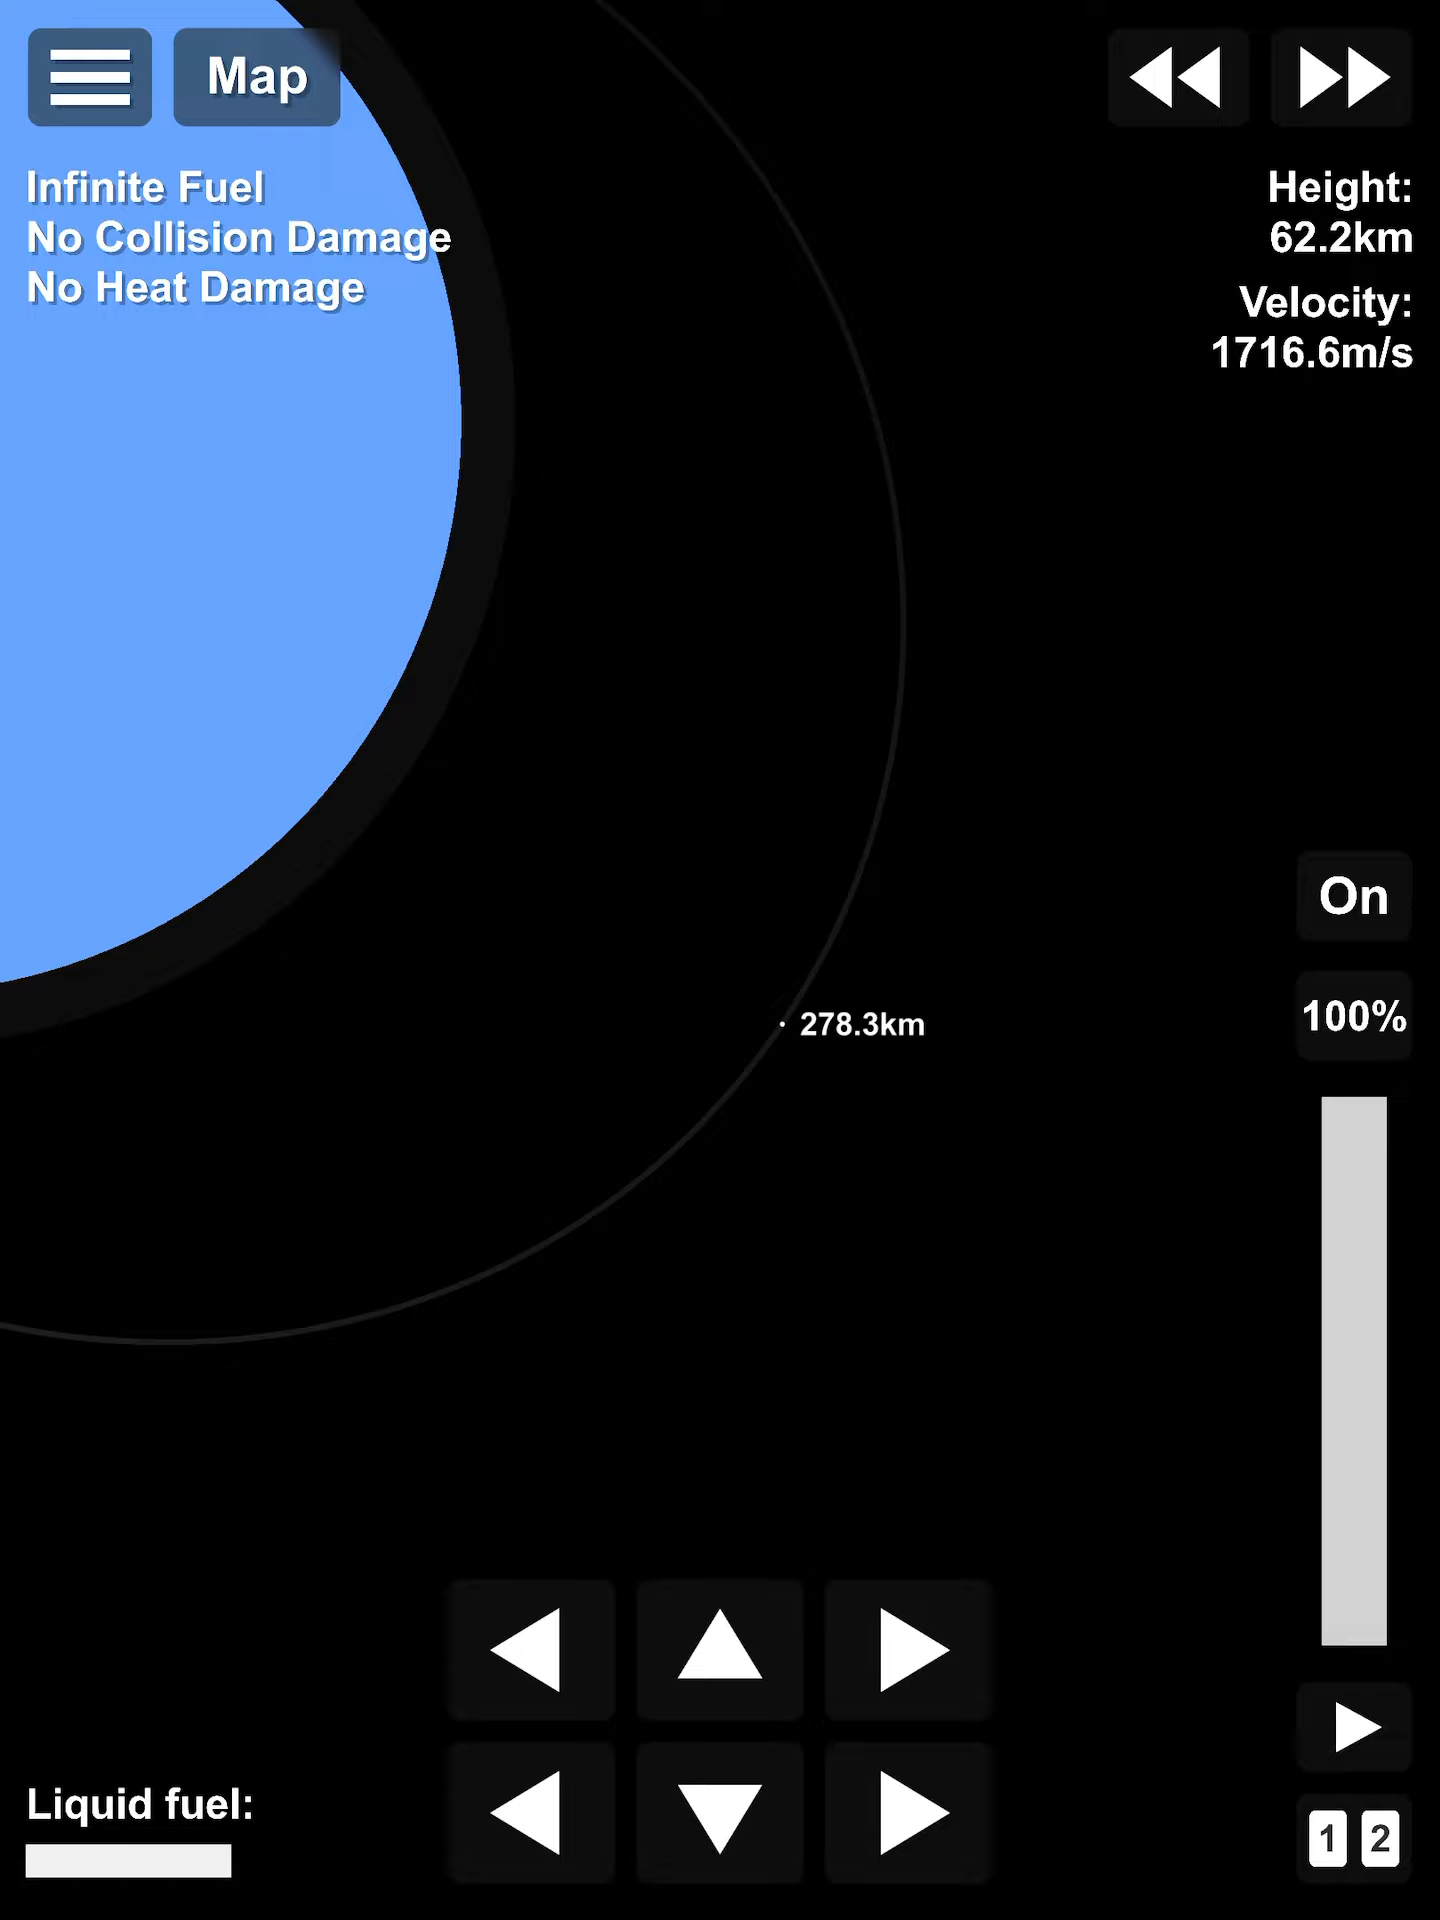 Map
Infinite Fuel
No Collision Damage
No Heat Damage
Height:
62.2km
Velocity:
1716.6m/s
On
100%
278.3km
Liquid fuel:
1 2